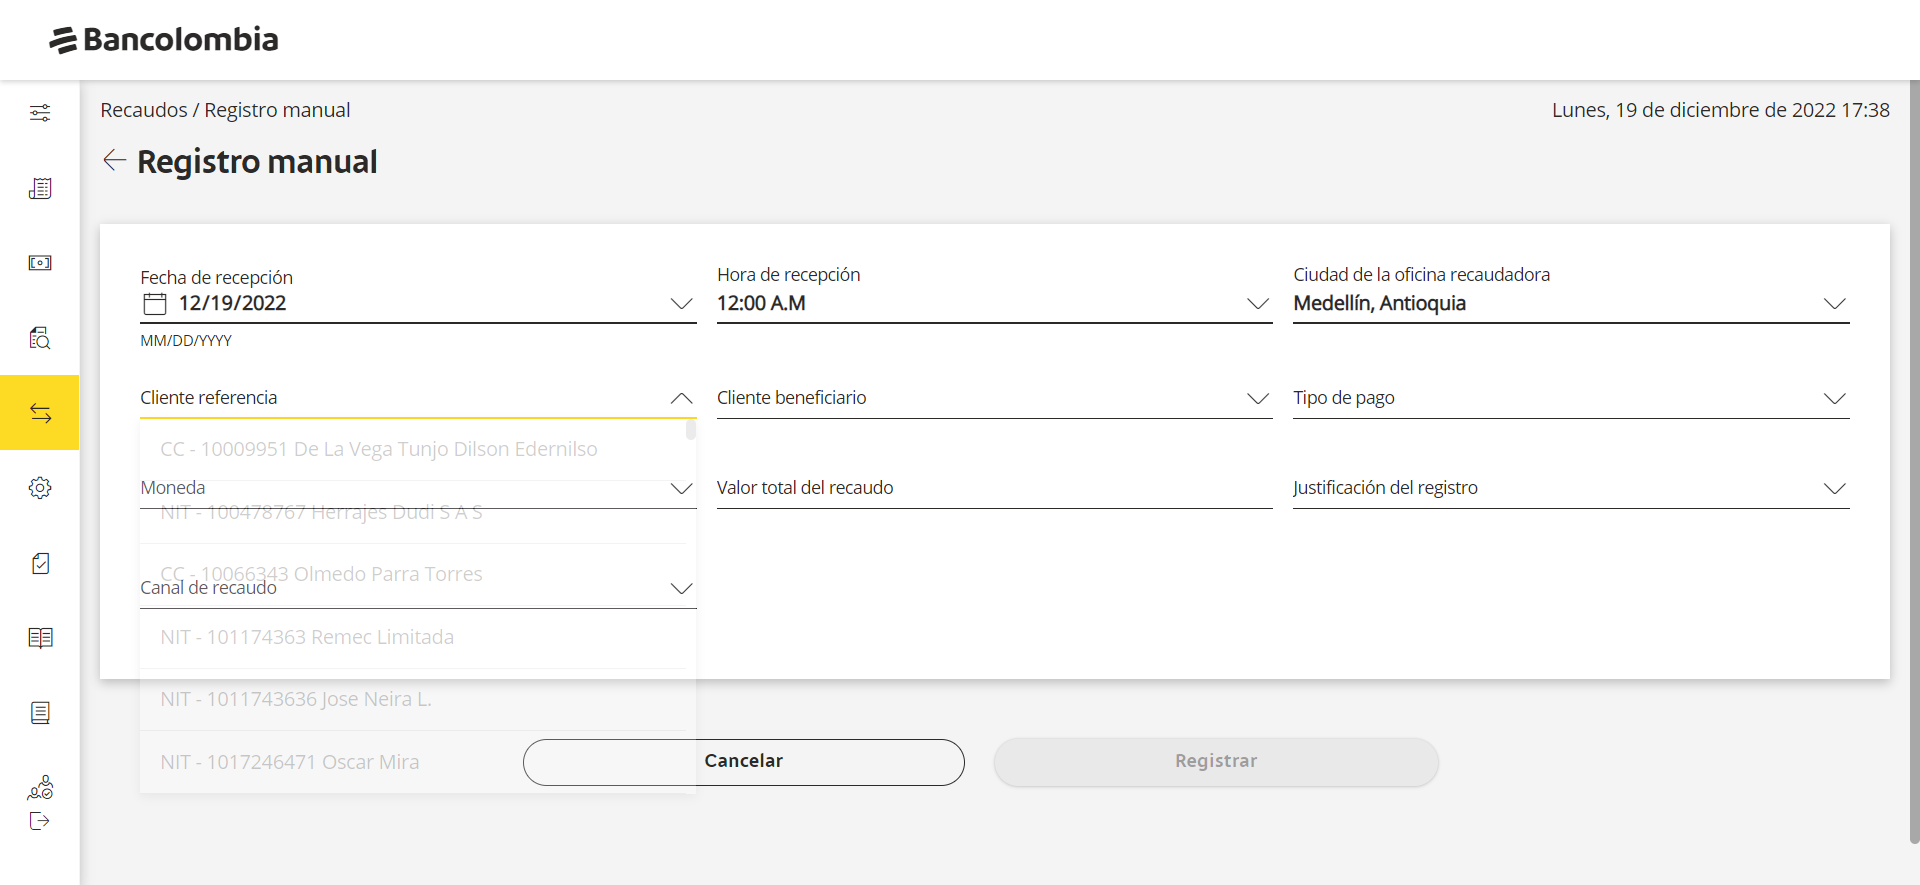 Bancolombia
Recaudos / Registro manual
Lunes, 19 de diciembre de 2022 17:38
Registro manual
Fecha de recepción
12/19/2022
MM/DD/YYYY
Hora de recepción
12:00 A.M
Ciudad de la oficina recaudadora
Medellín, Antioquia
Cliente referencia
Cliente beneficiario
Tipo de pago
CC - 10009951 De La Vega Tunjo Dilson Edernilso
Moneda
Valor total del recaudo
Justificación del registro
NIT - 100478767 Herrajes Dudi S A S
CC - 10066343 Olmedo Parra Torres
Canal de recaudo
NIT - 101174363 Remec Limitada
NIT - 1011743636 Jose Neira L.
NIT - 1017246471 Oscar Mira
Cancelar
Registrar